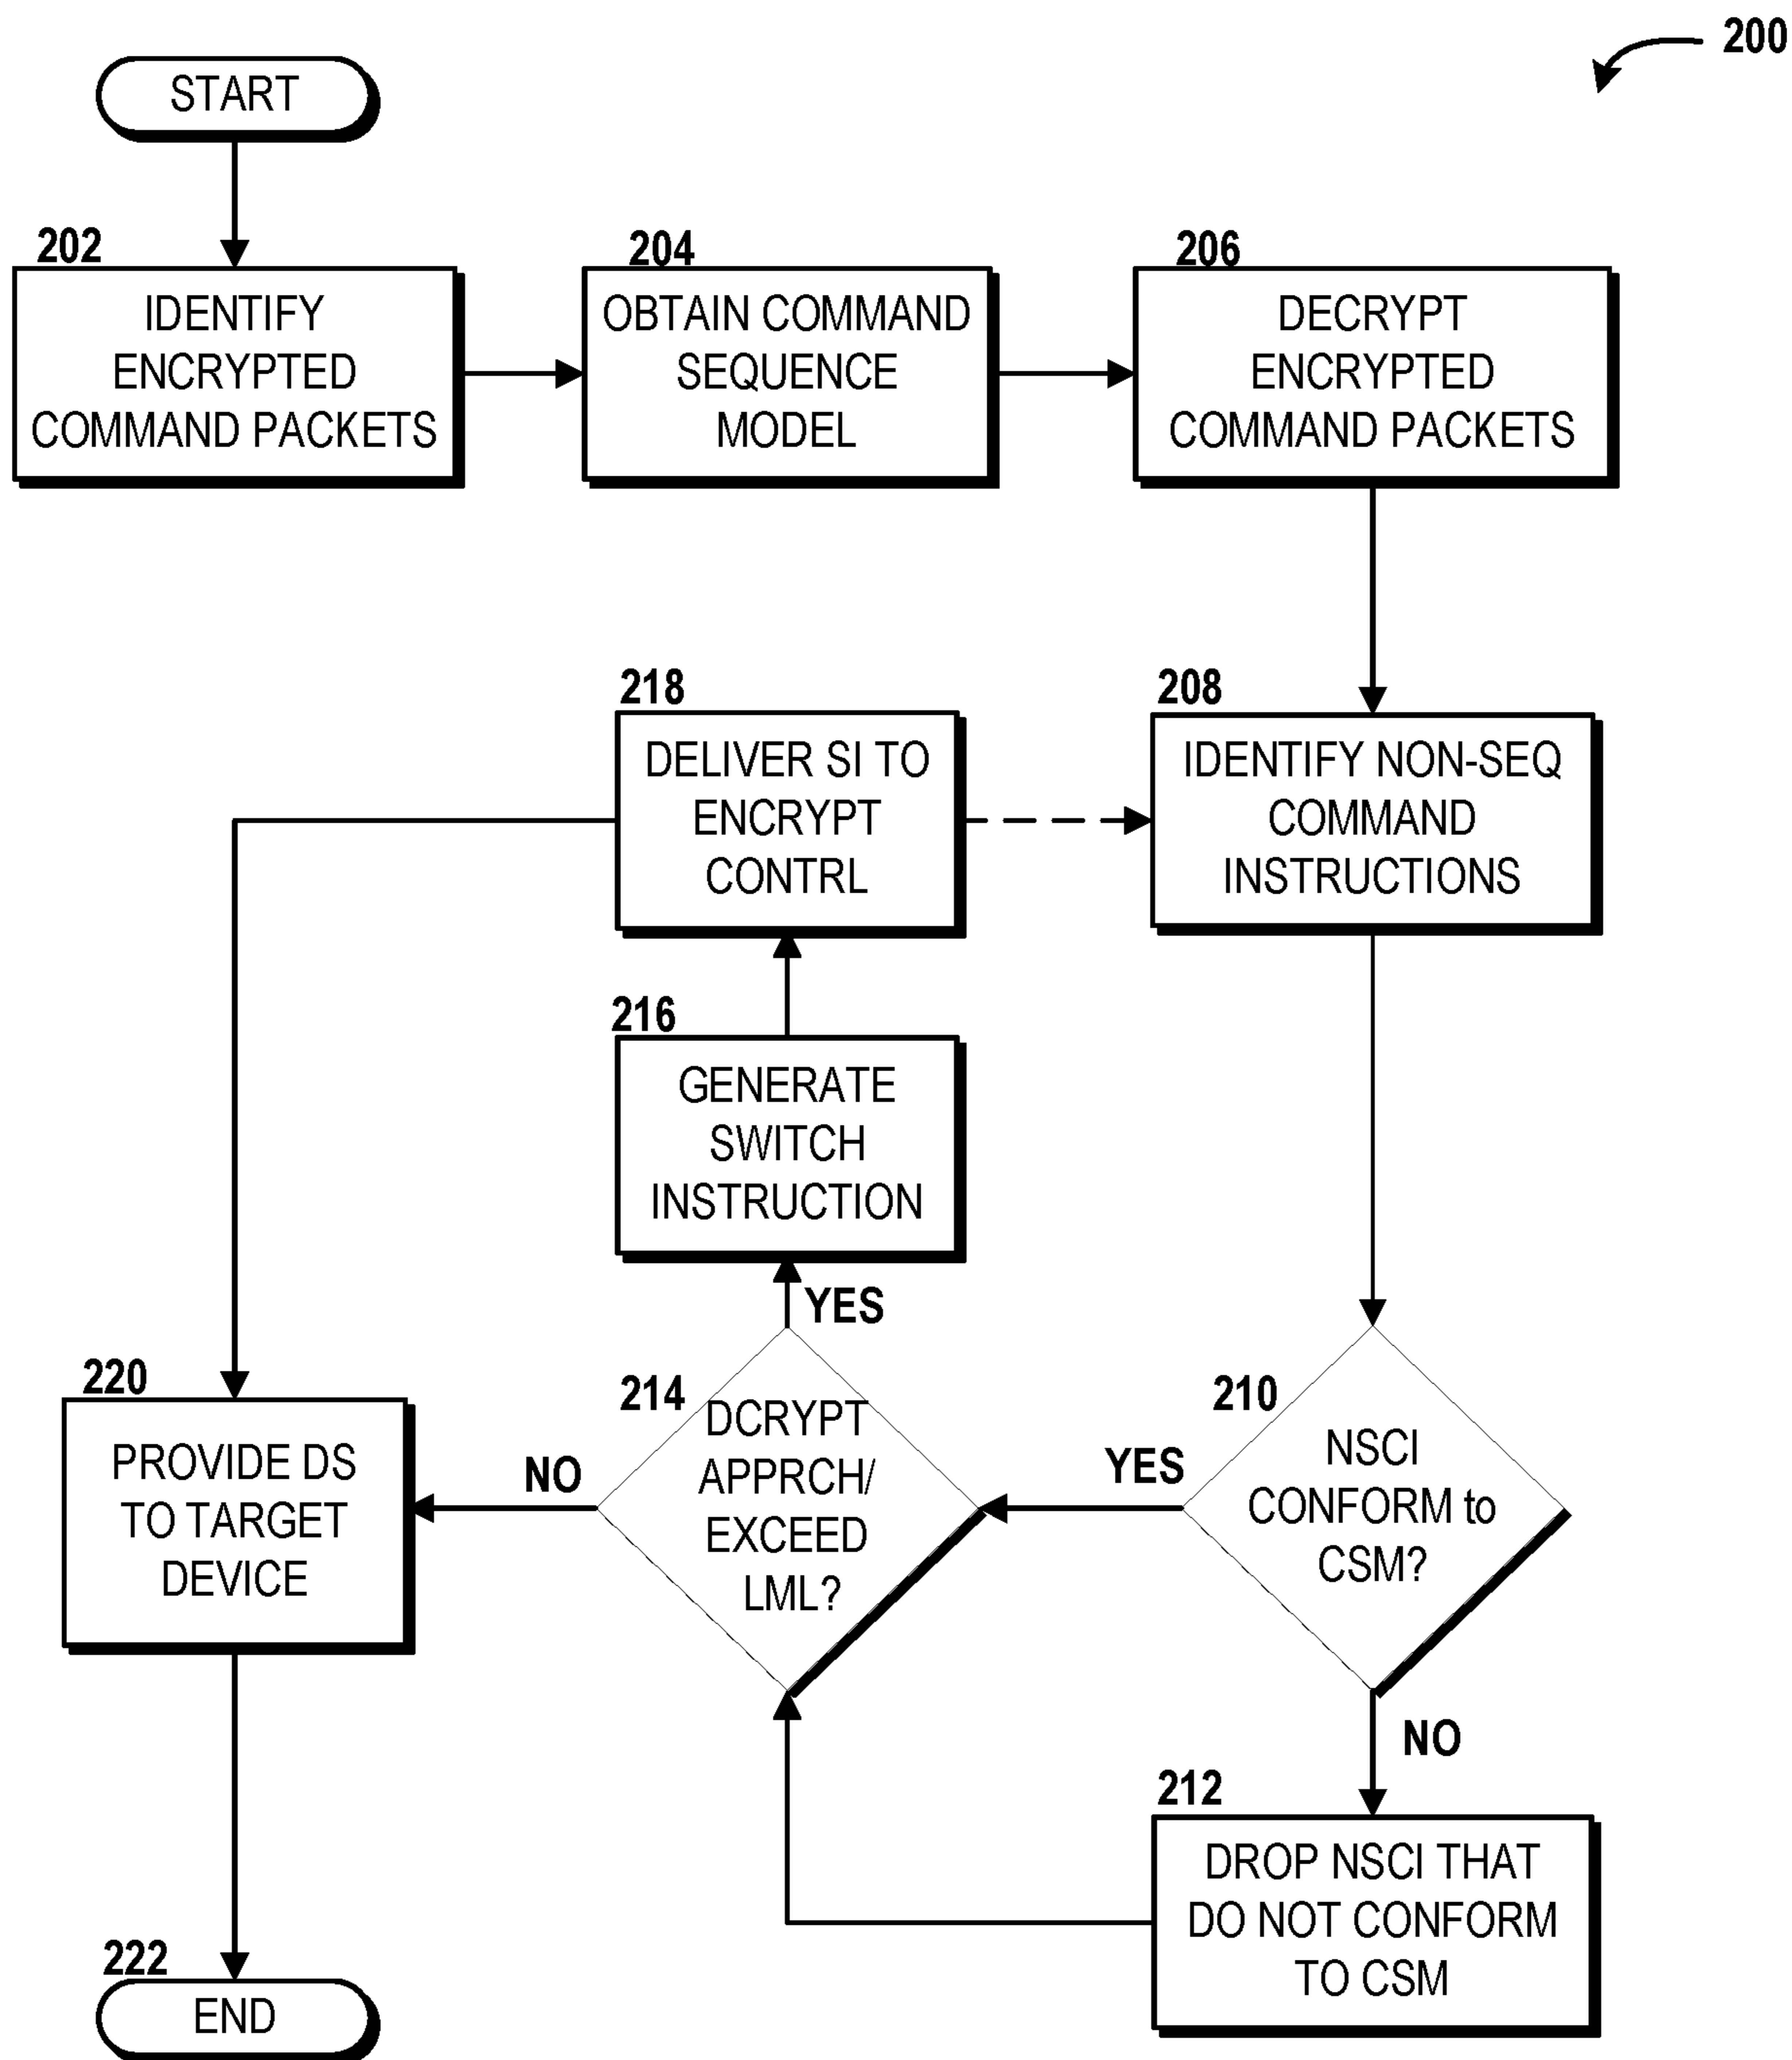 200
START
202
IDENTIFY
ENCRYPTED
COMMAND PACKETS
204
OBTAIN COMMAND
SEQUENCE
MODEL
206
DECRYPT
ENCRYPTED
COMMAND PACKETS
208
IDENTIFY NON-SEQ
COMMAND
INSTRUCTIONS
218
DELIVER SI TO
ENCRYPT
CONTRL
216
GENERATE
SWITCH
INSTRUCTION
YES
214
DCRYPT
APPRCH/
EXCEED
LML?
NO
210
NSCI
CONFORM to
CSM?
YES
NO
212
DROP NSCI THAT
DO NOT CONFORM
TO CSM
220
PROVIDE DS
TO TARGET
DEVICE
222
END